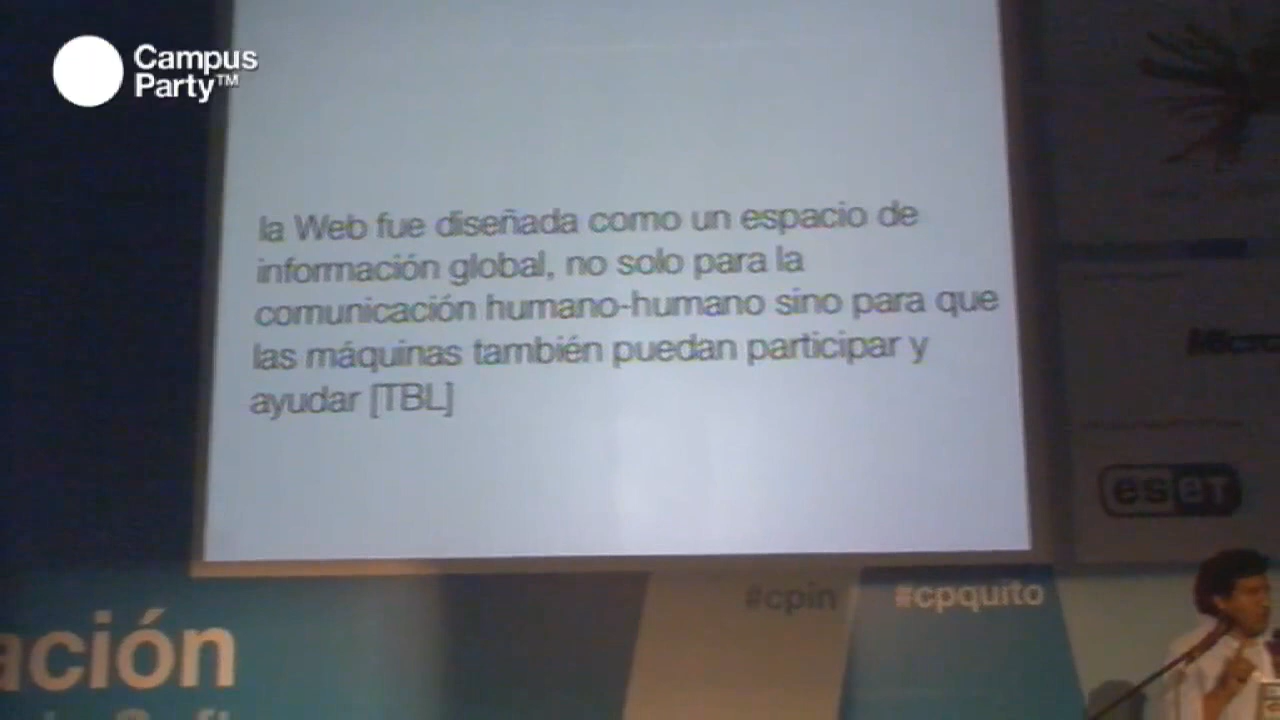 Campus
Party™
la Web fue diseñada como un espacio de
información global, no solo para la
comunicación humano-humano sino para que
las máquinas también puedan participar y
ayudar [TBL]
Micro
eset
#cpin
#cpquito
ación